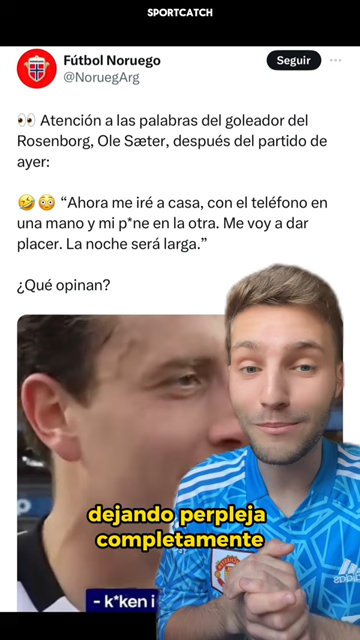 SPORTCATCH
Fútbol Noruego
@NoruegArg
Seguir
👀 Atención a las palabras del goleador del
Rosenborg, Ole Sæter, después del partido de
ayer:
🤣😳 “Ahora me iré a casa, con el teléfono en
una mano y mi p*ne en la otra. Me voy a dar
placer. La noche será larga.”
¿Qué opinan?
dejando perpleja
completamente
- k*ken i